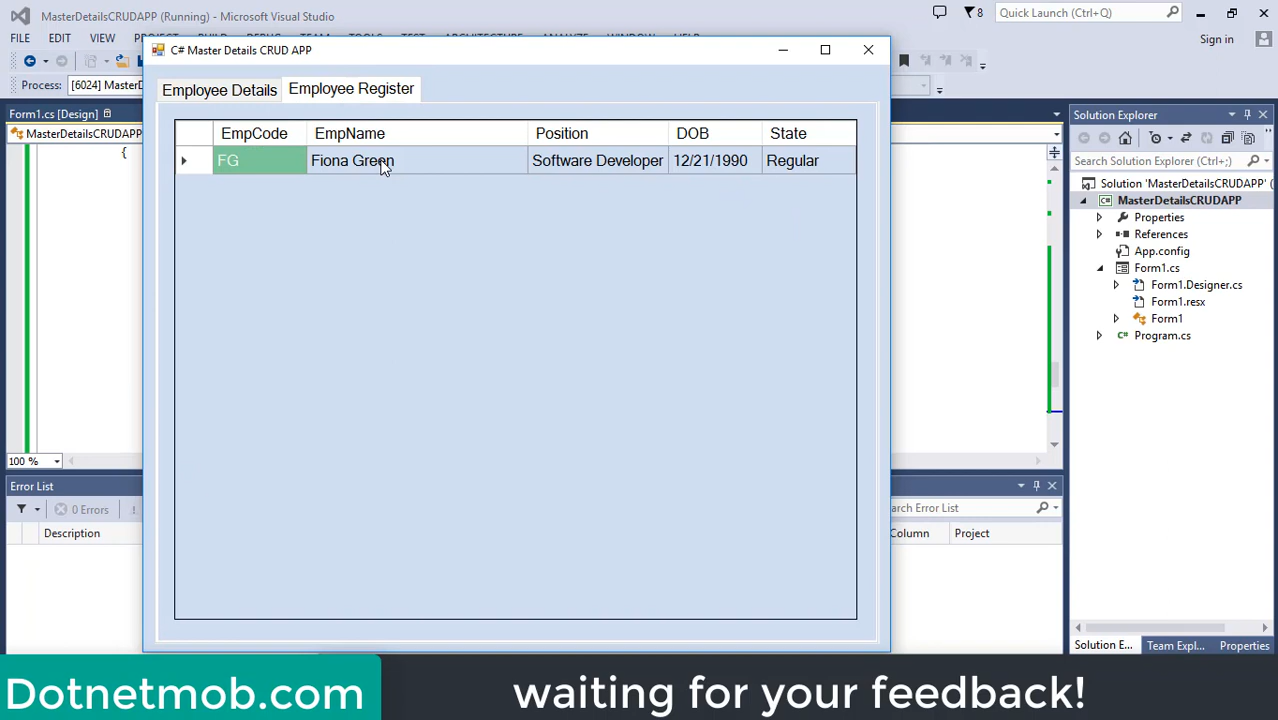 MasterDetailsCRUDAPP (Running) - Microsoft Visual Studio
8
Quick Launch (Ctrl+Q)
FILE EDIT VIEW
Sign in
C# Master Details CRUD APP
Process: [6024] MasterD
Employee Details Employee Register
Form1.cs [Design]
MasterDetailsCRUDAPP
EmpCode EmpName Position DOB State
FG Fiona Green Software Developer 12/21/1990 Regular
{
100 %
Solution Explorer
Search Solution Explorer (Ctrl+;)
Solution 'MasterDetailsCRUDAPP' (
MasterDetailsCRUDAPP
Properties
References
App.config
Form1.cs
Form1.Designer.cs
Form1.resx
Form1
Program.cs
Error List
0 Errors
arch Error List
Description
Column Project
Solution E... Team Expl... Properties
Dotnetmob.com
waiting for your feedback!